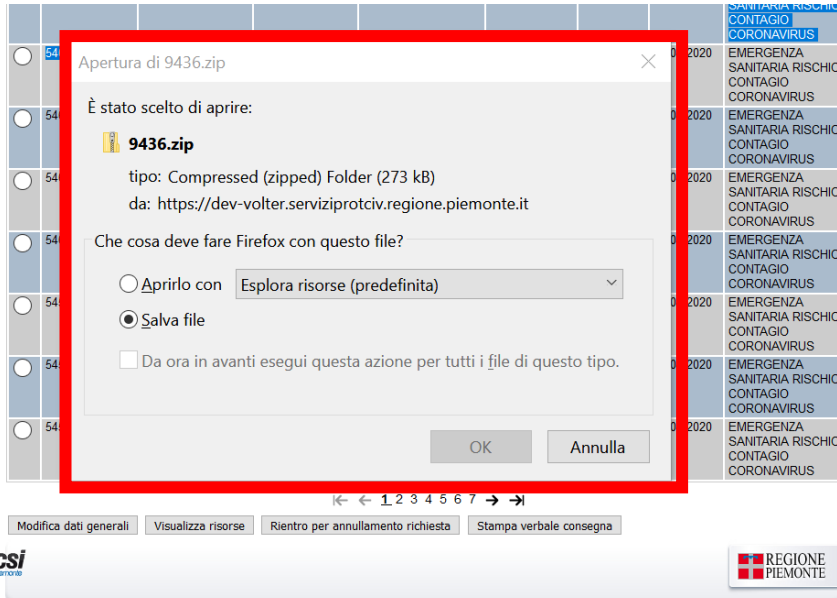 SANITARIA RISCHIO
CONTAGIO
CORONAVIRUS
2020 EMERGENZA
SANITARIA RISCHIO
CONTAGIO
CORONAVIRUS
2020 EMERGENZA
SANITARIA RISCHIO
CONTAGIO
CORONAVIRUS
2020 EMERGENZA
SANITARIA RISCHIO
CONTAGIO
CORONAVIRUS
2020 EMERGENZA
SANITARIA RISCHIO
CONTAGIO
CORONAVIRUS
2020 EMERGENZA
SANITARIA RISCHIO
CONTAGIO
CORONAVIRUS
2020 EMERGENZA
SANITARIA RISCHIO
CONTAGIO
CORONAVIRUS
2020 EMERGENZA
SANITARIA RISCHIO
CONTAGIO
CORONAVIRUS
Apertura di 9436.zip
È stato scelto di aprire:
9436.zip
tipo: Compressed (zipped) Folder (273 kB)
da: https://dev-volter.serviziprotciv.regione.piemonte.it
Che cosa deve fare Firefox con questo file?
Aprirlo con Esplora risorse (predefinita)
Salva file
Da ora in avanti esegui questa azione per tutti i file di questo tipo.
OK Annulla
1 2 3 4 5 6 7
Modifica dati generali Visualizza risorse Rientro per annullamento richiesta Stampa verbale consegna
csi
REGIONE
PIEMONTE